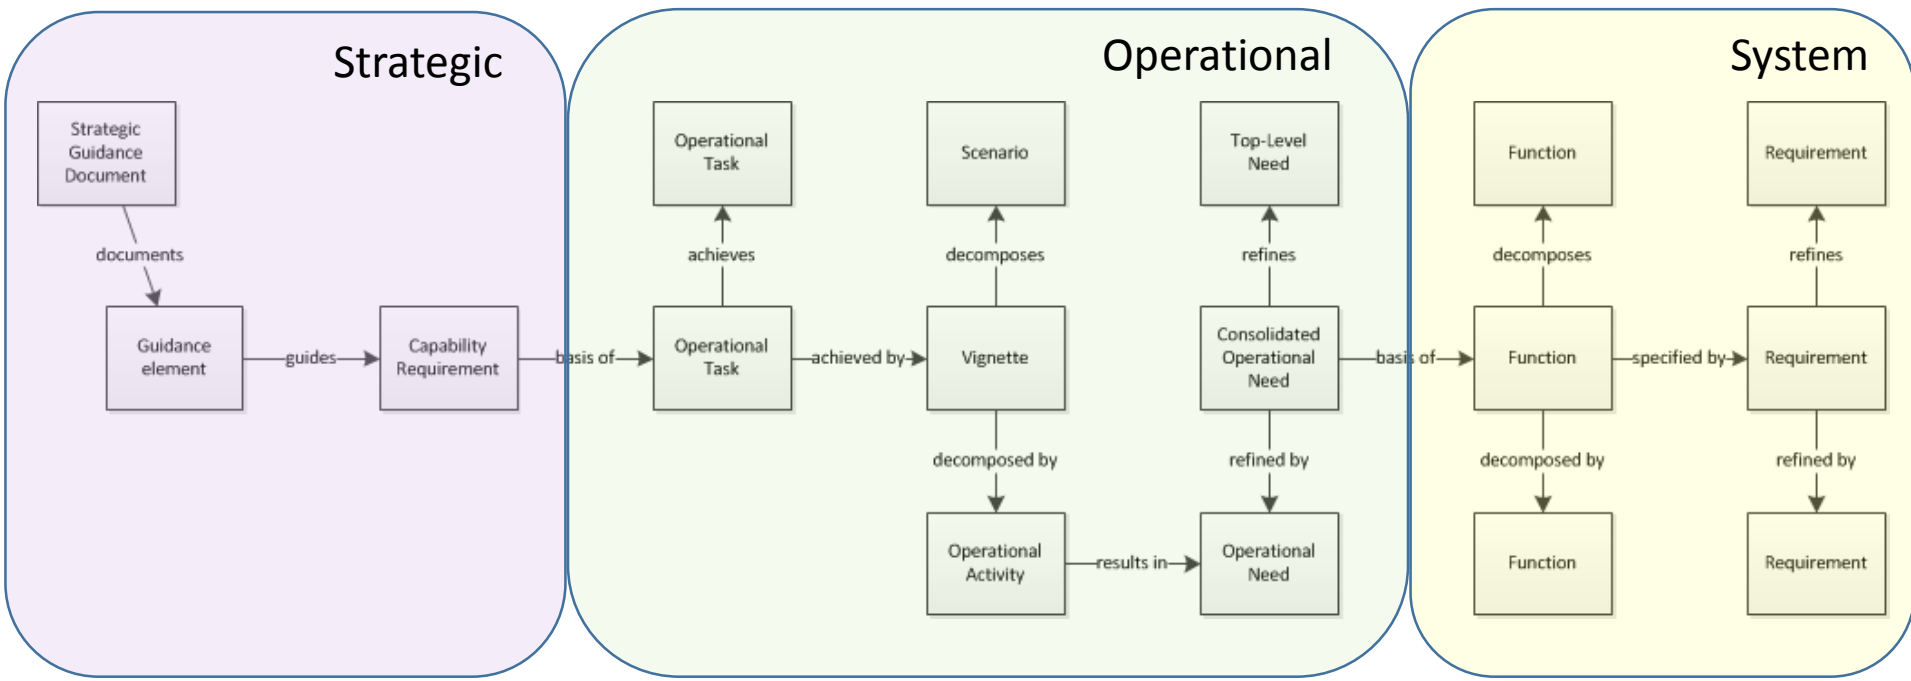 Strategic
Operational
System
Strategic
Guidance
Document
Operational
Task
Scenario
Top-Level
Need
Function
Requirement
documents
achieves
decomposes
refines
decomposes
refines
Guidance
element
guides
Capability
Requirement
basis of
Operational
Task
achieved by
Vignette
Consolidated
Operational
Need
basis of
Function
specified by
Requirement
decomposed by
refined by
decomposed by
refined by
Operational
Activity
results in
Operational
Need
Function
Requirement